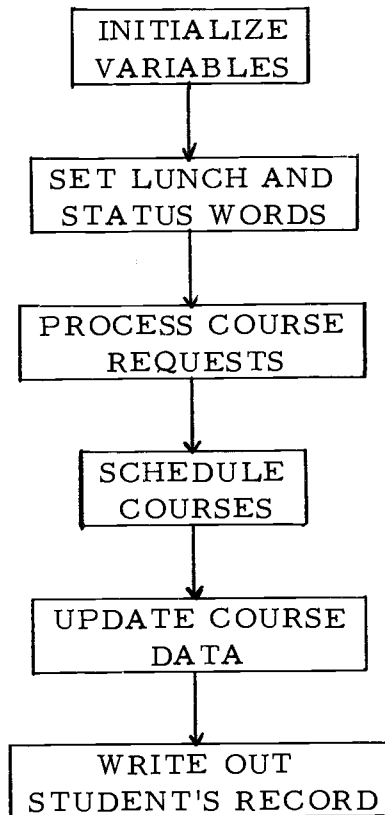 INITIALIZE
VARIABLES
SET LUNCH AND
STATUS WORDS
PROCESS COURSE
REQUESTS
SCHEDULE
COURSES
UPDATE COURSE
DATA
WRITE OUT
STUDENT'S RECORD